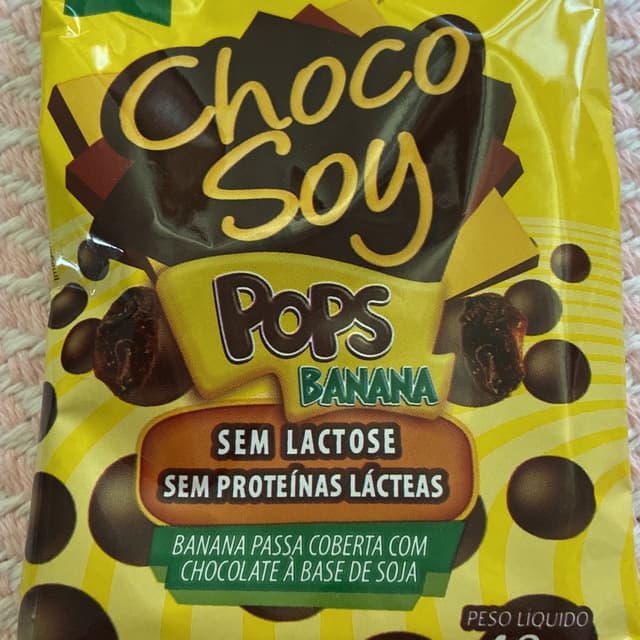 Choco
Soy
POPS
BANANA
SEM LACTOSE
SEM PROTEÍNAS LÁCTEAS
BANANA PASSA COBERTA COM
CHOCOLATE À BASE DE SOJA
PESO LÍQUIDO